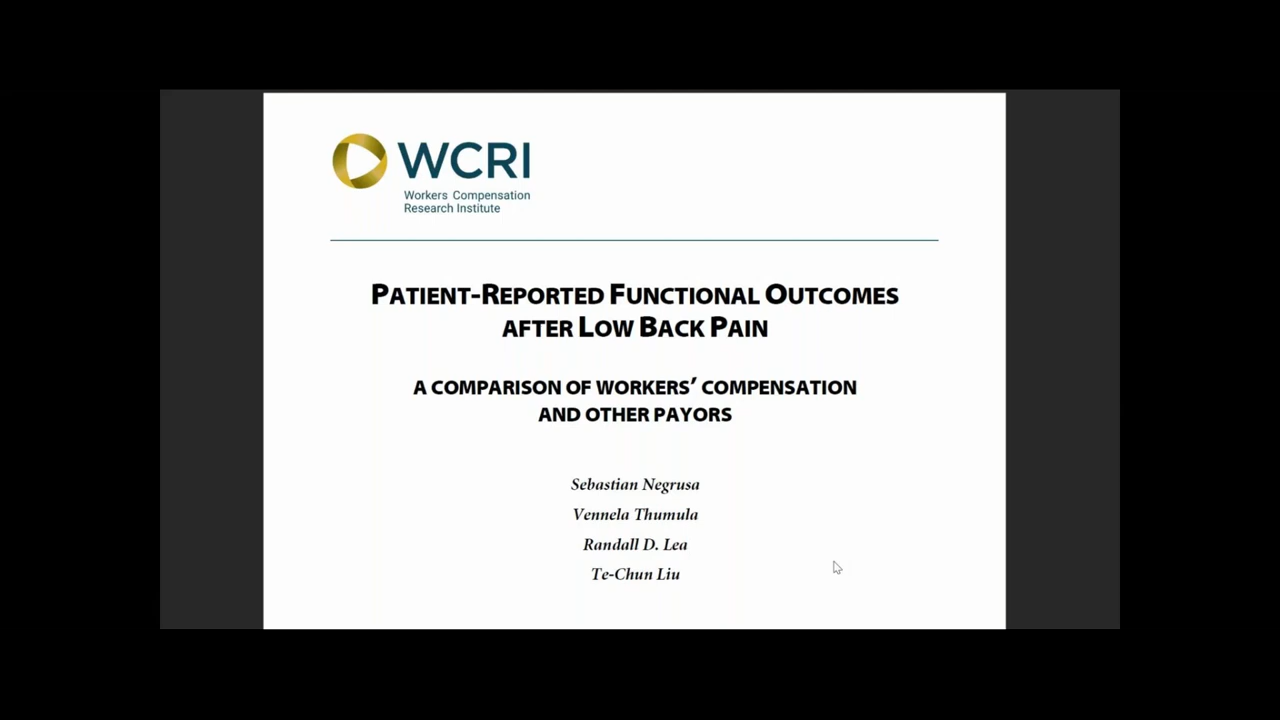 WCRI
Workers Compensation
Research Institute
PATIENT-REPORTED FUNCTIONAL OUTCOMES
AFTER LOW BACK PAIN
A COMPARISON OF WORKERS' COMPENSATION
AND OTHER PAYORS
Sebastian Negrusa
Vennela Thumula
Randall D. Lea
Te-Chun Liu